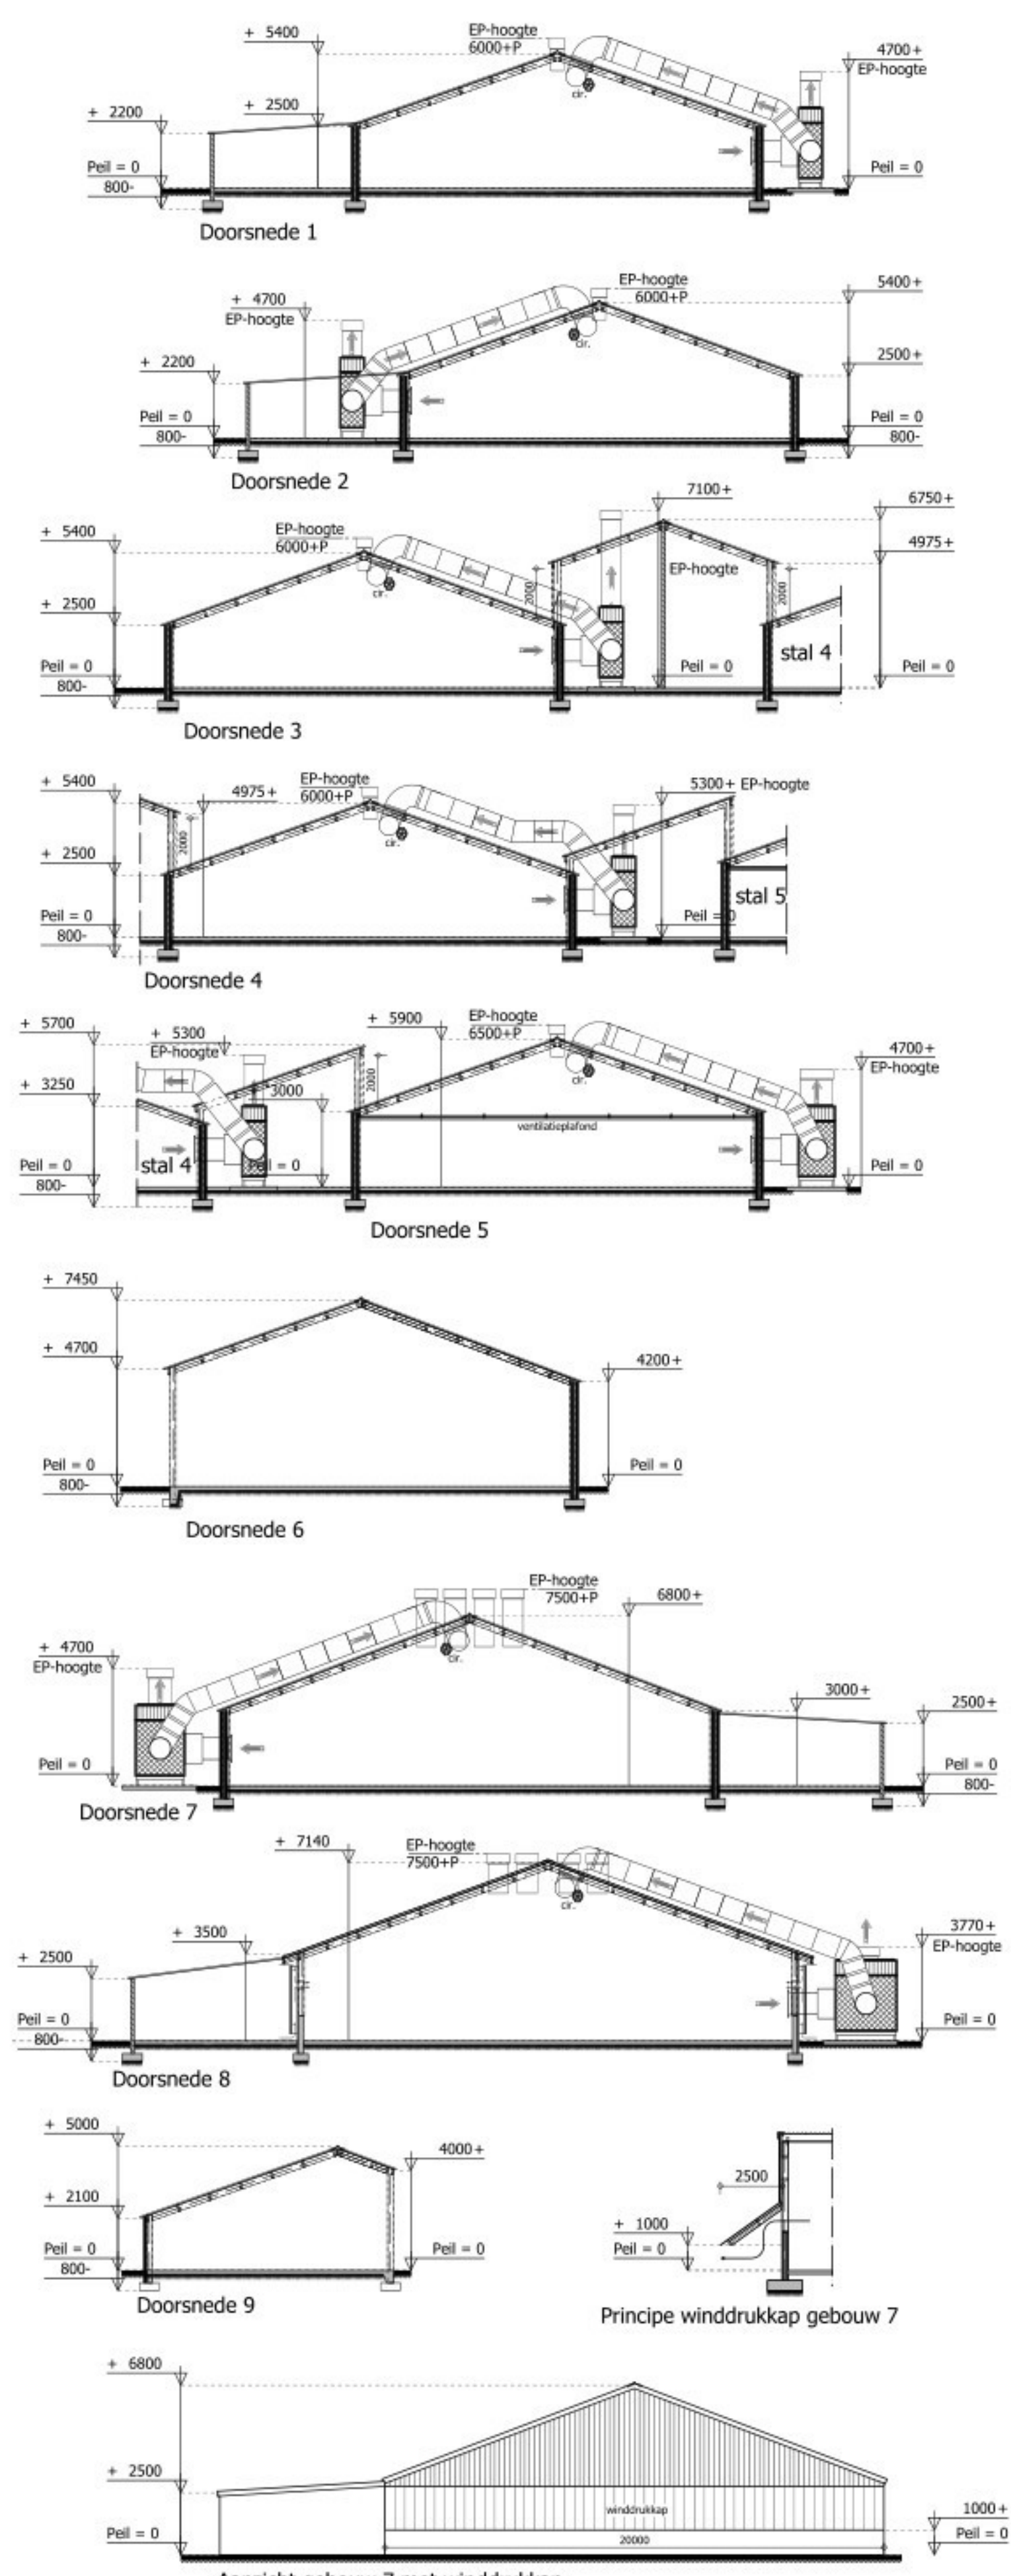 + 5400
EP-hoogte
6000+P
4700+
EP-hoogte
+ 2500
+ 2200
cir.
Peil = 0
800-
Peil = 0
Doorsnede 1
EP-hoogte
6000+P
5400+
+ 4700
EP-hoogte
cir.
+ 2200
2500+
Peil = 0
800-
Peil = 0
800-
Doorsnede 2
7100+
6750+
+ 5400
EP-hoogte
6000+P
4975+
EP-hoogte
cir.
2000
2000
+ 2500
stal 4
Peil = 0
800-
Peil = 0
Peil = 0
Doorsnede 3
+ 5400
4975+
EP-hoogte
6000+P
5300+ EP-hoogte
2000
cir.
+ 2500
stal 5
Peil = 0
800-
Peil = 0
Doorsnede 4
+ 5700
+ 5300
EP-hoogte
+ 5900
EP-hoogte
6500+P
4700+
EP-hoogte
2000
cir.
+ 3250
3000
ventilatieplafond
stal 4
Peil = 0
800-
Peil = 0
Peil = 0
Doorsnede 5
+ 7450
+ 4700
4200+
Peil = 0
800-
Peil = 0
Doorsnede 6
EP-hoogte
7500+P
6800+
+ 4700
EP-hoogte
cir.
3000+
2500+
Peil = 0
Peil = 0
800-
Doorsnede 7
+ 7140
EP-hoogte
7500+P
cir.
+ 3500
3770+
EP-hoogte
+ 2500
Peil = 0
800-
Peil = 0
Doorsnede 8
+ 5000
4000+
+ 2100
Peil = 0
800-
Peil = 0
Doorsnede 9
2500
+ 1000
Peil = 0
Principe winddrukkap gebouw 7
+ 6800
+ 2500
winddrukkap
1000+
Peil = 0
Peil = 0
20000